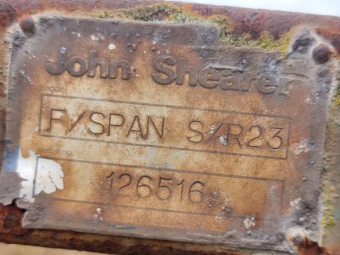 John Shearer
F/SPAN S/R23
126516